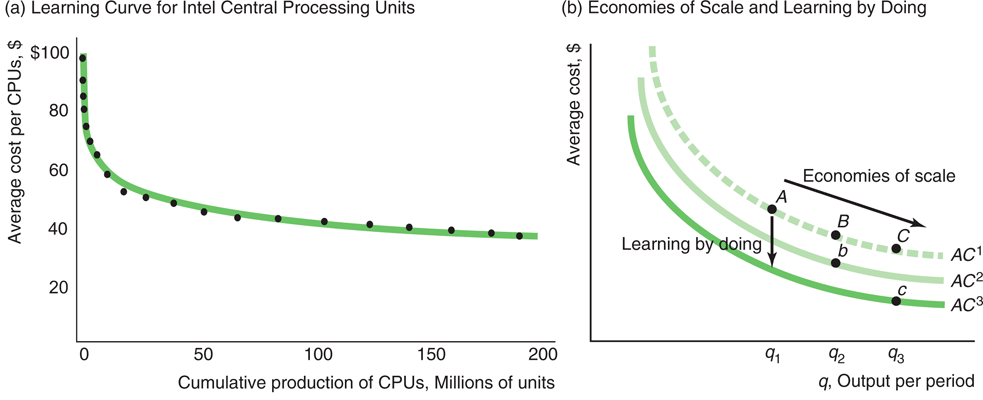 (a) Learning Curve for Intel Central Processing Units
Average cost per CPUs, $
$100
80
60
40
20
0 50 100 150 200
Cumulative production of CPUs, Millions of units
(b) Economies of Scale and Learning by Doing
Average cost, $
Economies of scale
A
B
C
Learning by doing
b
c
AC¹
AC²
AC³
q₁ q₂ q₃
q, Output per period